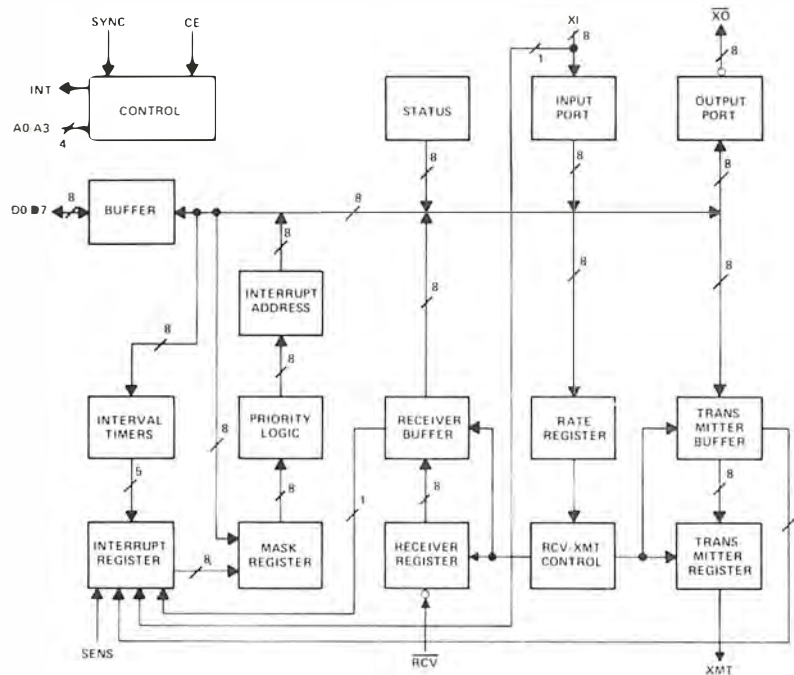 SYNC
CE
XI
XO
8
8
1
INT
A0 A3
4
CONTROL
STATUS
INPUT
PORT
OUTPUT
PORT
8
8
8
D0 D7
8
BUFFER
8
8
8
8
8
INTERRUPT
ADDRESS
8
8
8
INTERVAL
TIMERS
PRIORITY
LOGIC
RECEIVER
BUFFER
RATE
REGISTER
TRANS
MITTER
BUFFER
8
5
8
1
8
8
INTERRUPT
REGISTER
8
MASK
REGISTER
RECEIVER
REGISTER
RCV-XMT
CONTROL
TRANS
MITTER
REGISTER
SENS
RCV
XMT